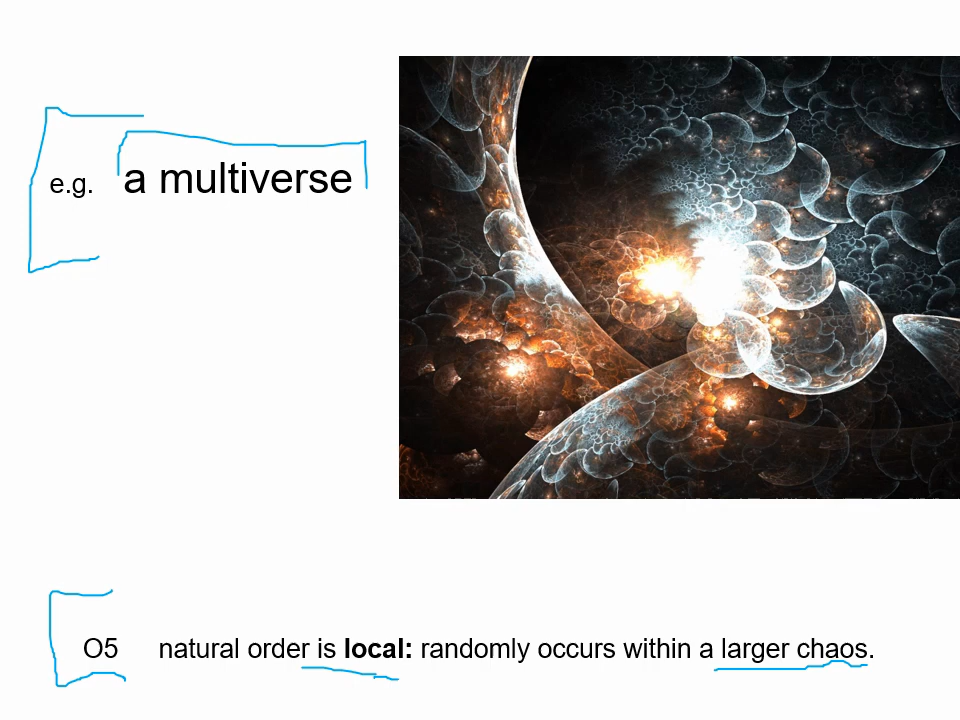 e.g. a multiverse
O5 natural order is local: randomly occurs within a larger chaos.